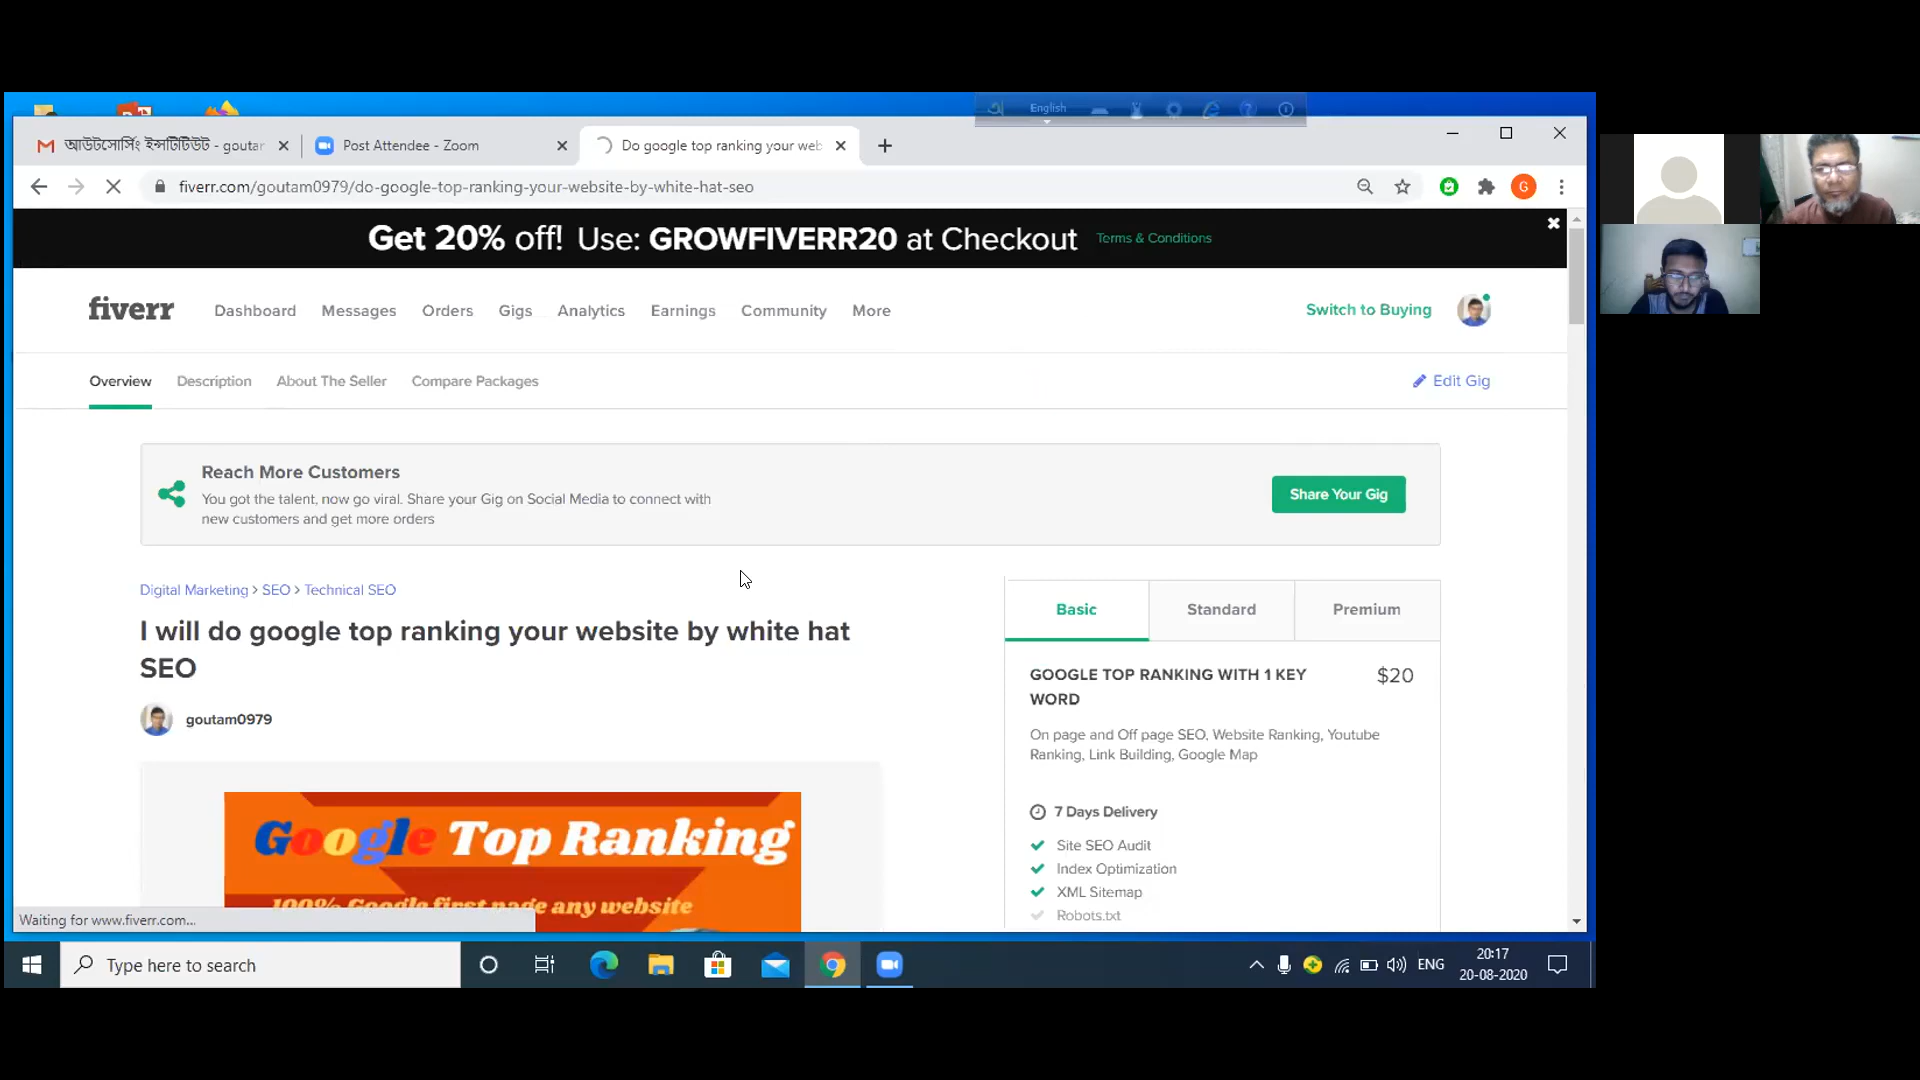 English
আউটসোর্সিং ইন্সটিটিউট - goutar
Post Attendee - Zoom
Do google top ranking your web
fiverr.com/goutam0979/do-google-top-ranking-your-website-by-white-hat-seo
G
Get 20% off! Use: GROWFIVERR20 at Checkout Terms & Conditions
fiverr
Dashboard Messages Orders Gigs Analytics Earnings Community More
Switch to Buying
Overview Description About The Seller Compare Packages
Edit Gig
Reach More Customers
You got the talent, now go viral. Share your Gig on Social Media to connect with
new customers and get more orders
Share Your Gig
Digital Marketing > SEO > Technical SEO
I will do google top ranking your website by white hat
SEO
goutam0979
Google Top Ranking
100% Google first page any website
Basic Standard Premium
GOOGLE TOP RANKING WITH 1 KEY
WORD
$20
On page and Off page SEO, Website Ranking, Youtube
Ranking, Link Building, Google Map
7 Days Delivery
Site SEO Audit
Index Optimization
XML Sitemap
Robots.txt
Waiting for www.fiverr.com...
Type here to search
ENG
20:17
20-08-2020